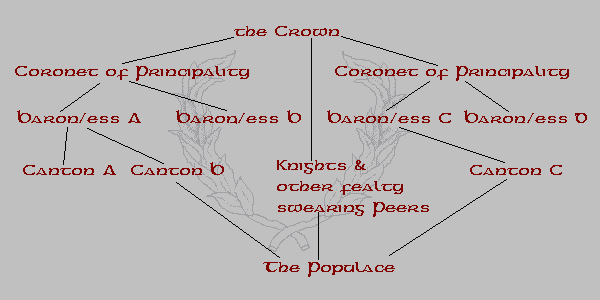 the Crown
Coronet of Principality Coronet of Principality
Baron/ess A Baron/ess B Baron/ess C Baron/ess D
Canton A Canton B Knights & Canton C
other fealty
swearing Peers
The Populace